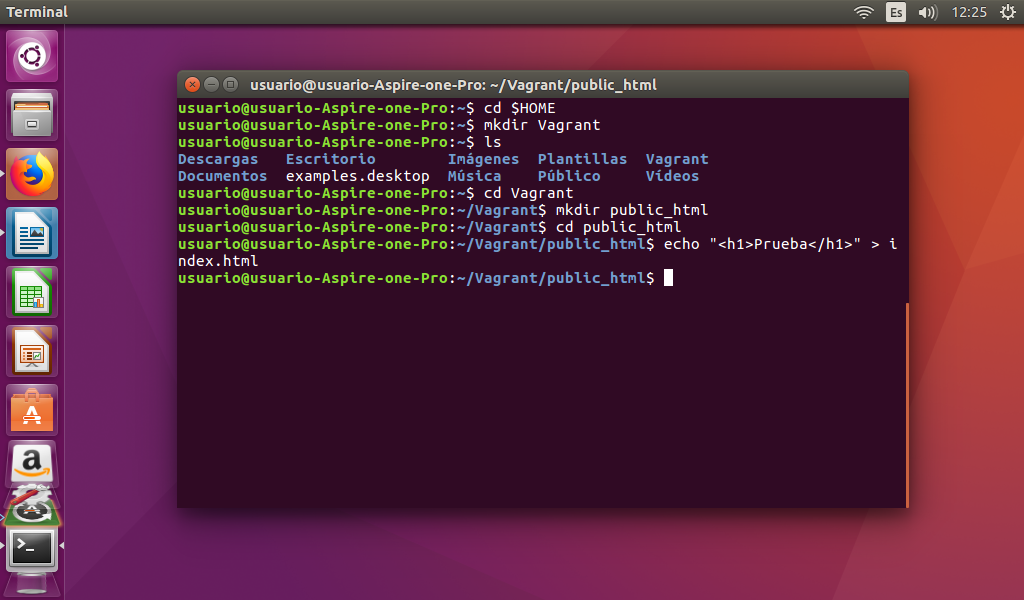 Terminal
Es
12:25
usuario@usuario-Aspire-one-Pro: ~/Vagrant/public_html
usuario@usuario-Aspire-one-Pro:~$ cd $HOME
usuario@usuario-Aspire-one-Pro:~$ mkdir Vagrant
usuario@usuario-Aspire-one-Pro:~$ ls
Descargas   Escritorio        Imágenes  Plantillas  Vagrant
Documentos  examples.desktop  Música    Público     Vídeos
usuario@usuario-Aspire-one-Pro:~$ cd Vagrant
usuario@usuario-Aspire-one-Pro:~/Vagrant$ mkdir public_html
usuario@usuario-Aspire-one-Pro:~/Vagrant$ cd public_html
usuario@usuario-Aspire-one-Pro:~/Vagrant/public_html$ echo "<h1>Prueba</h1>" > i
ndex.html
usuario@usuario-Aspire-one-Pro:~/Vagrant/public_html$
a
>_